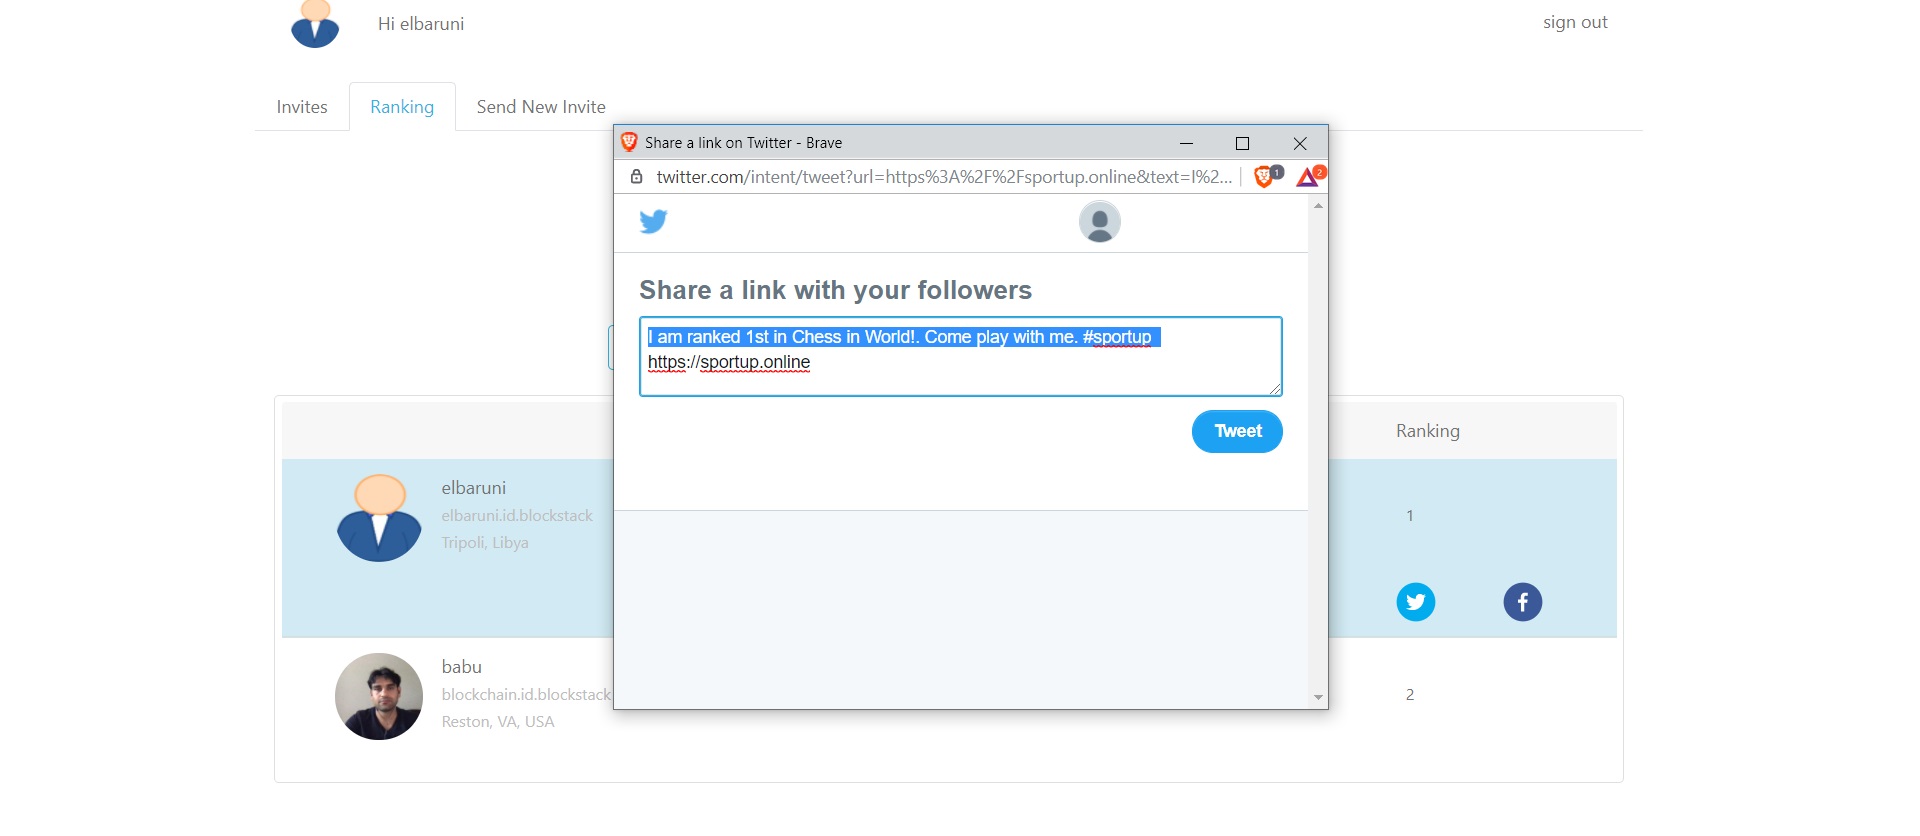 Hi elbaruni
sign out
Invites
Ranking
Send New Invite
Share a link on Twitter - Brave
twitter.com/intent/tweet?url=https%3A%2F%2Fsportup.online&text=I%2...
1
2
Share a link with your followers
I am ranked 1st in Chess in World!. Come play with me. #sportup
https://sportup.online
Tweet
Ranking
elbaruni
elbaruni.id.blockstack
Tripoli, Libya
1
babu
blockchain.id.blockstack
Reston, VA, USA
2